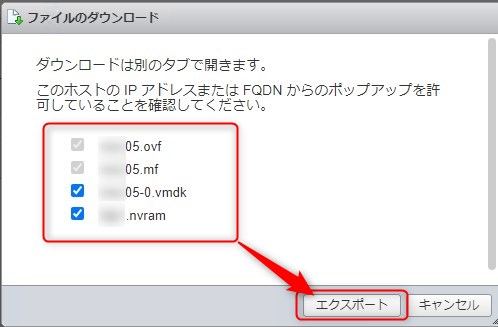 ファイルのダウンロード
ダウンロードは別のタブで開きます。
このホストの IP アドレスまたは FQDN からのポップアップを許
可していることを確認してください。
05.ovf
05.mf
05-0.vmdk
.nvram
エクスポート
キャンセル